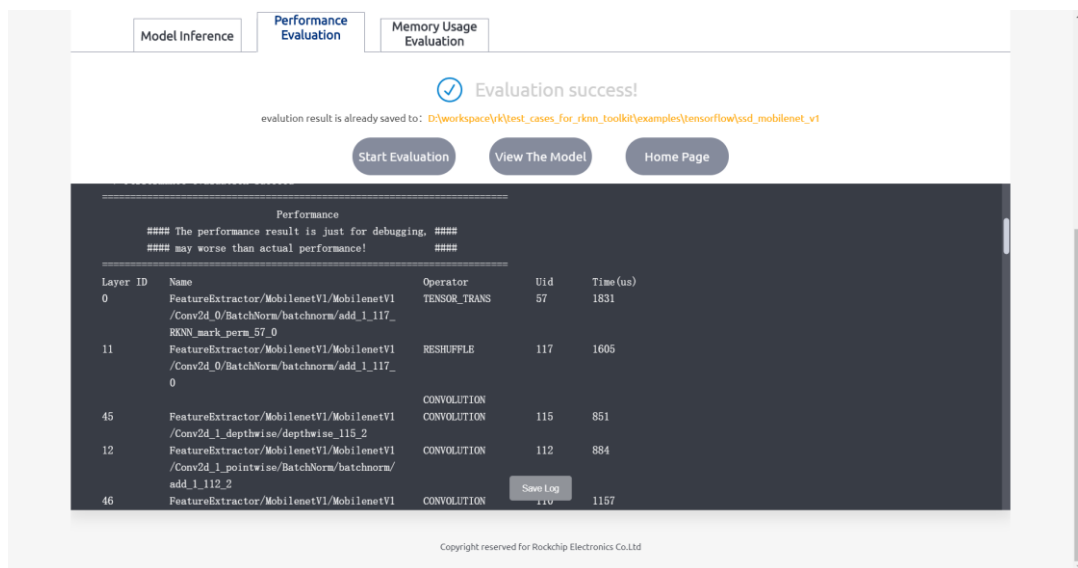 Model Inference
Performance
Evaluation
Memory Usage
Evaluation
Evaluation success!
evalution result is already saved to: D:\workspace\rk\test_cases_for_rknn_toolkit\examples\tensorflow\ssd_mobilenet_v1
Start Evaluation View The Model Home Page
========================================================================
Performance
#### The performance result is just for debugging, ####
#### may worse than actual performance! ####
========================================================================
Layer ID Name Operator Uid Time(us)
0 FeatureExtractor/MobilenetV1/MobilenetV1 TENSOR_TRANS 57 1831
/Conv2d_0/BatchNorm/batchnorm/add_1_117_
RKNN_mark_perm_57_0
11 FeatureExtractor/MobilenetV1/MobilenetV1 RESHUFFLE 117 1605
/Conv2d_0/BatchNorm/batchnorm/add_1_117_
0
CONVOLUTION
45 FeatureExtractor/MobilenetV1/MobilenetV1 CONVOLUTION 115 851
/Conv2d_1_depthwise/depthwise_115_2
12 FeatureExtractor/MobilenetV1/MobilenetV1 CONVOLUTION 112 884
/Conv2d_1_pointwise/BatchNorm/batchnorm/
add_1_112_2
Save Log
46 FeatureExtractor/MobilenetV1/MobilenetV1 CONVOLUTION 1157
Copyright reserved for Rockchip Electronics Co.Ltd